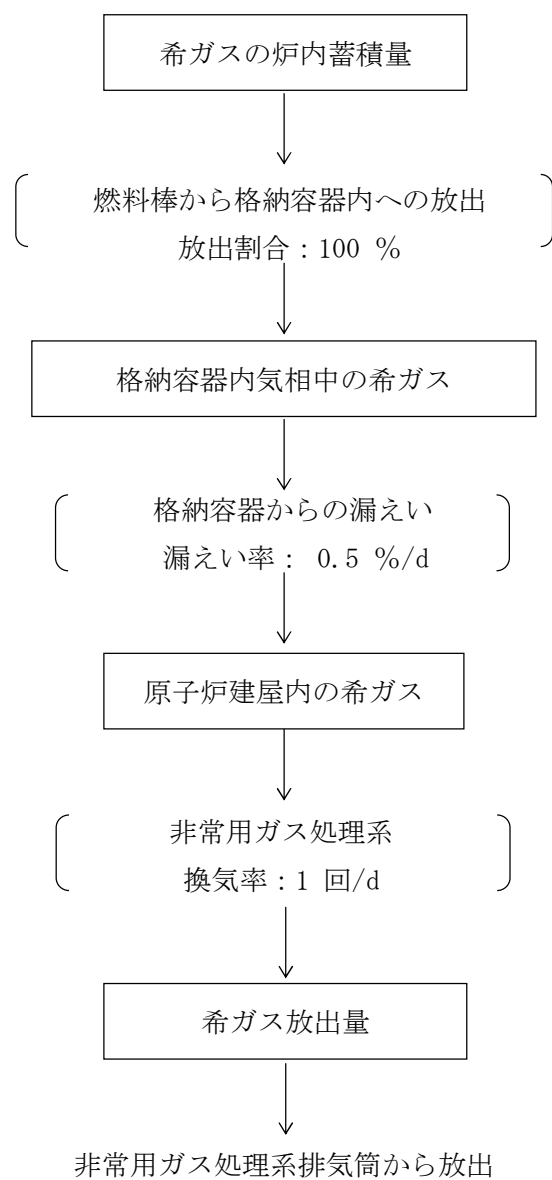 希ガスの炉内蓄積量
燃料棒から格納容器内への放出
放出割合：100 %
格納容器内気相中の希ガス
格納容器からの漏えい
漏えい率： 0.5 %/d
原子炉建屋内の希ガス
非常用ガス処理系
換気率：1 回/d
希ガス放出量
非常用ガス処理系排気筒から放出